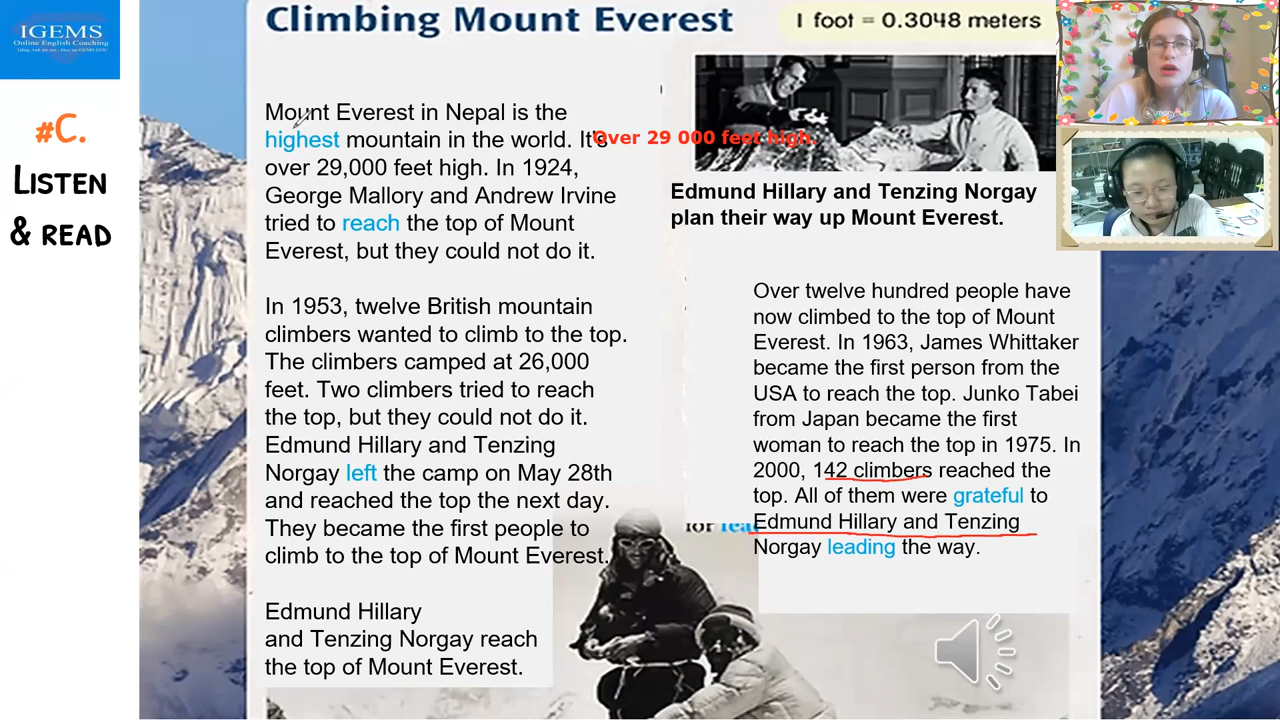 IGEMS
Online English Coaching
#C.
LISTEN
& READ
Climbing Mount Everest
1 foot = 0.3048 meters
Mount Everest in Nepal is the
highest mountain in the world. It's
over 29,000 feet high. In 1924,
George Mallory and Andrew Irvine
tried to reach the top of Mount
Everest, but they could not do it.
In 1953, twelve British mountain
climbers wanted to climb to the top.
The climbers camped at 26,000
feet. Two climbers tried to reach
the top, but they could not do it.
Edmund Hillary and Tenzing
Norgay left the camp on May 28th
and reached the top the next day.
They became the first people to
climb to the top of Mount Everest.
Edmund Hillary
and Tenzing Norgay reach
the top of Mount Everest.
Over 29 000 feet high.
Edmund Hillary and Tenzing Norgay
plan their way up Mount Everest.
Over twelve hundred people have
now climbed to the top of Mount
Everest. In 1963, James Whittaker
became the first person from the
USA to reach the top. Junko Tabei
from Japan became the first
woman to reach the top in 1975. In
2000, 142 climbers reached the
top. All of them were grateful to
Edmund Hillary and Tenzing
Norgay leading the way.
for